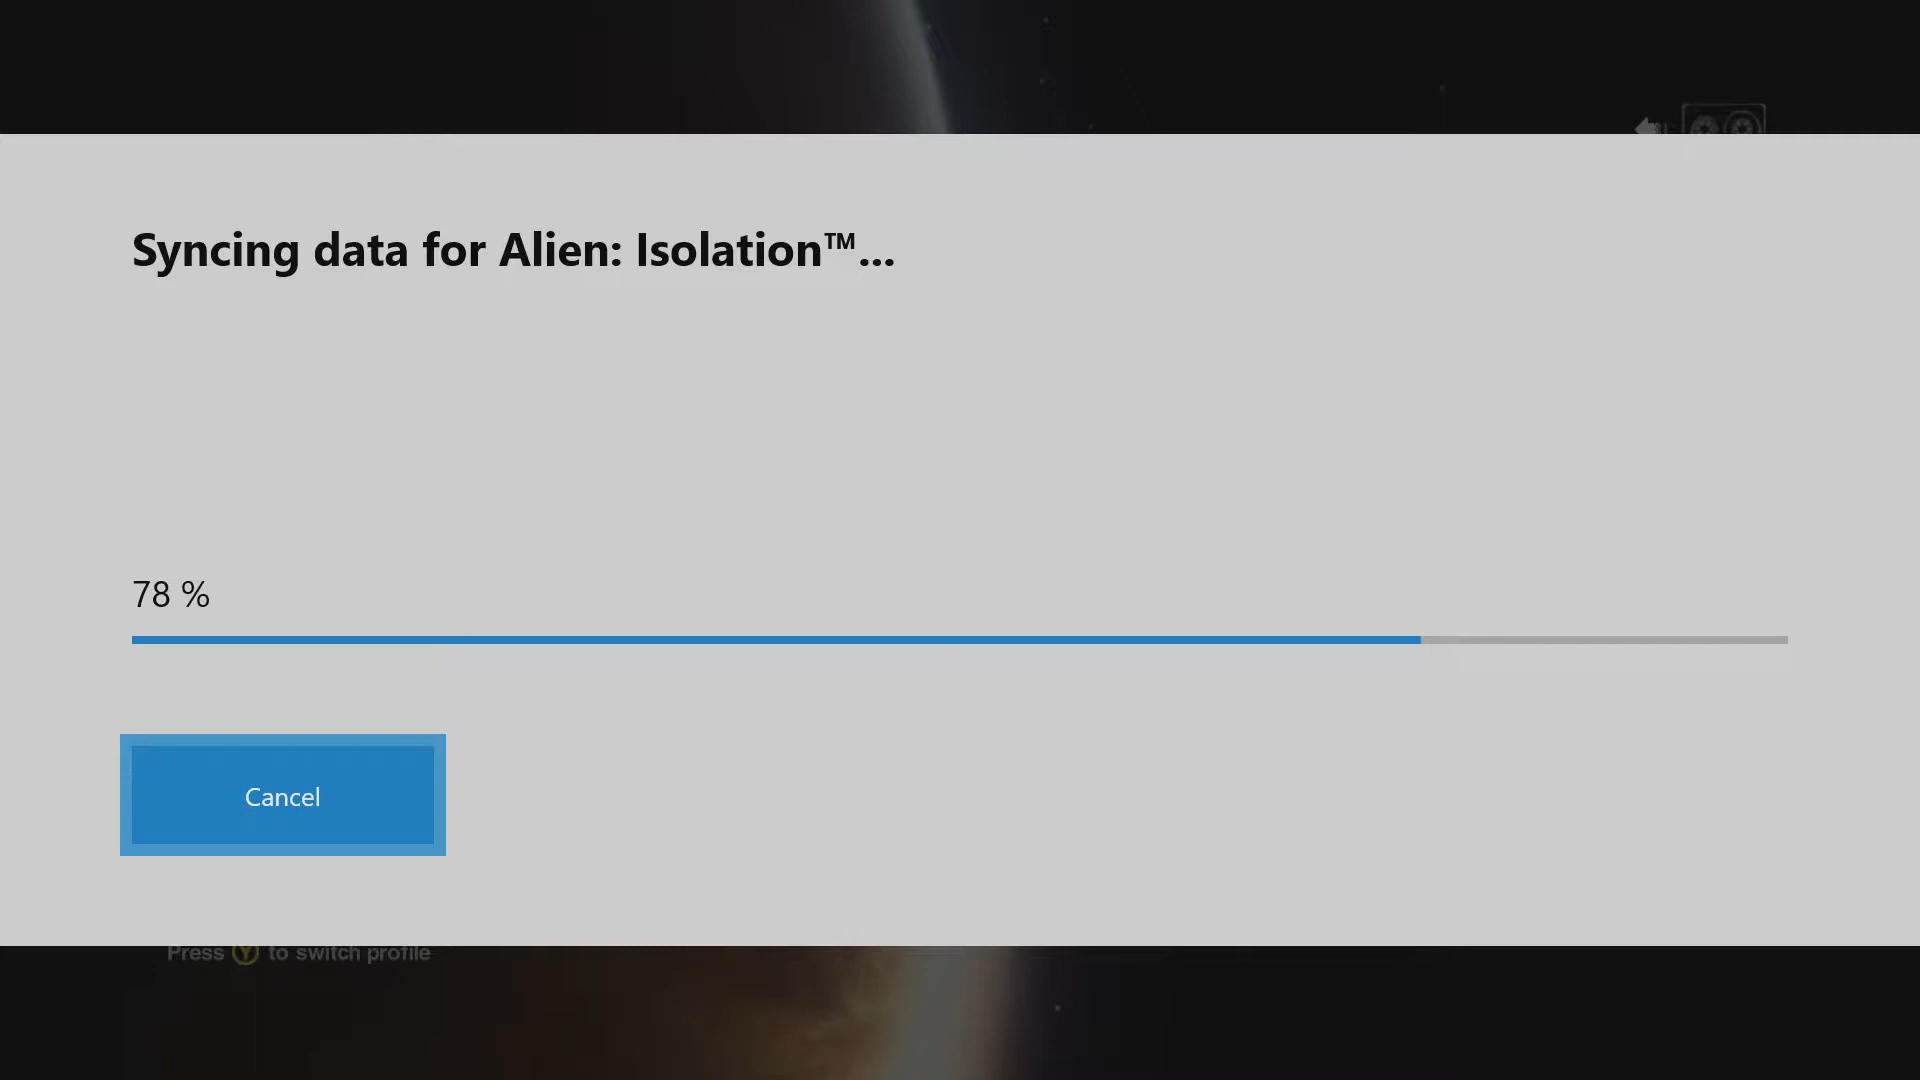 Syncing data for Alien: Isolation™...
78 %
Cancel
Press Y to switch profile